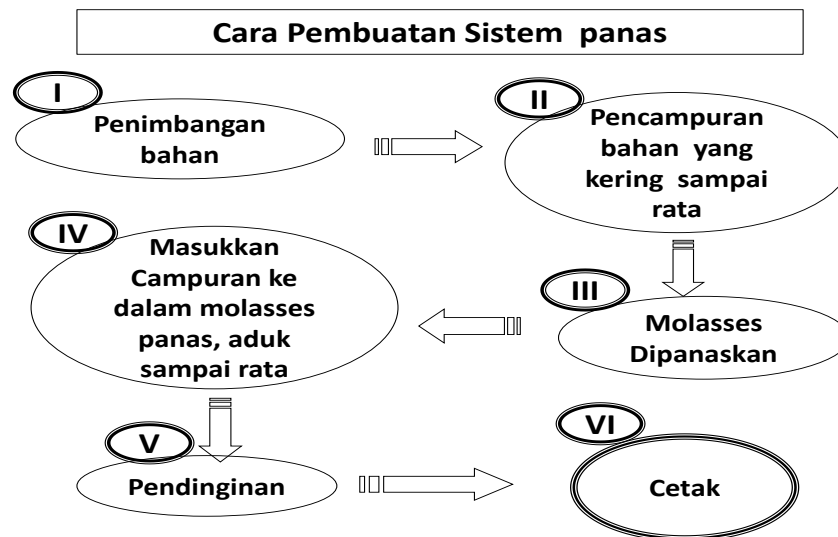 Cara Pembuatan Sistem panas
I
Penimbangan
bahan
II
Pencampuran
bahan yang
kering sampai
rata
III
Molasses
Dipanaskan
IV
Masukkan
Campuran ke
dalam molasses
panas, aduk
sampai rata
V
Pendinginan
VI
Cetak